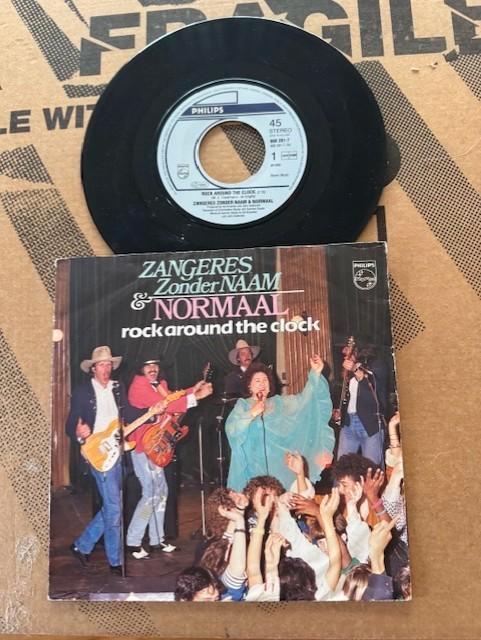 FRAGILE
LE WIT
PHILIPS
45
STEREO
1
ROCK AROUND THE CLOCK
ZANGERES ZONDER NAAM & NORMAAL
ZANGERES
Zonder NAAM
& NORMAAL
rock around the clock
PHILIPS